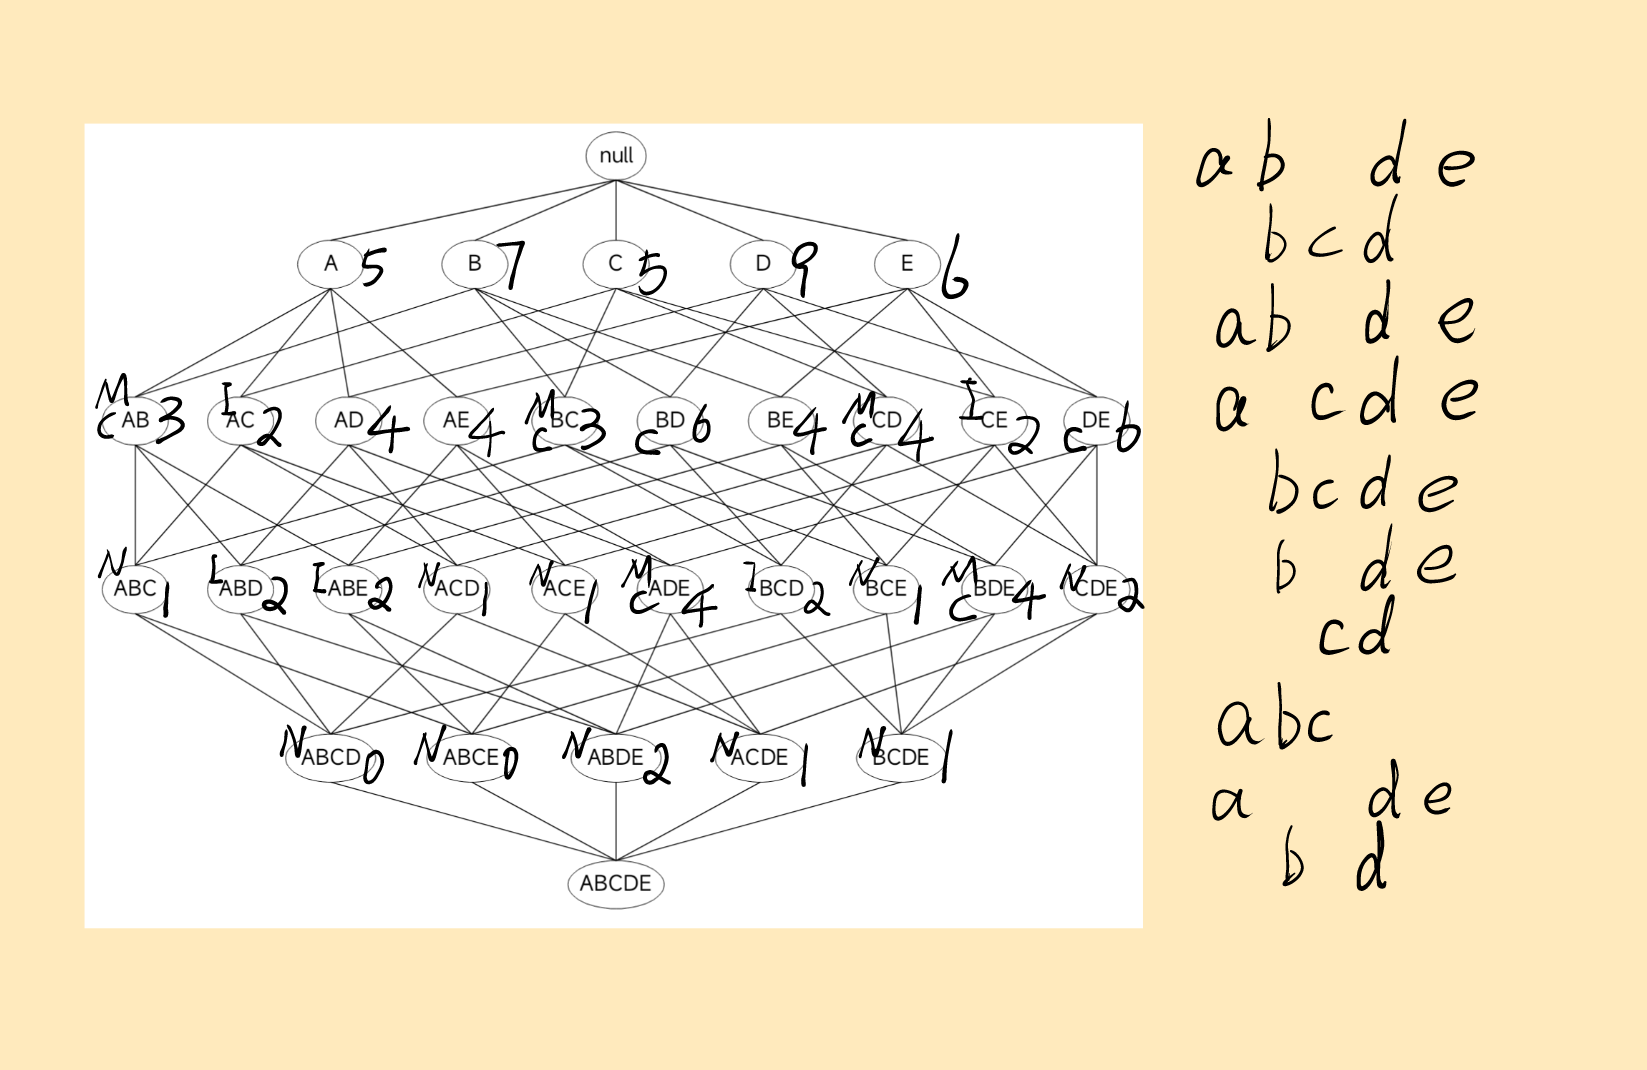 null
A 5 B 7 C 5 D 9 E 6
M C AB 3 I AC 2 AD 4 AE 4 M C BC 3 C BD 6 BE 4 M C CD 4 I CE 2 C DE 6
N ABC 1 I ABD 2 I ABE 2 N ACD 1 N ACE 1 M C ADE 4 I BCD 2 N BCE 1 M C BDE 4 N CDE 2
N ABCD 0 N ABCE 0 N ABDE 2 N ACDE 1 N BCDE 1
ABCDE
a b d e
b c d
a b d e
a c d e
b c d e
b d e
c d
a b c
a d e
b d